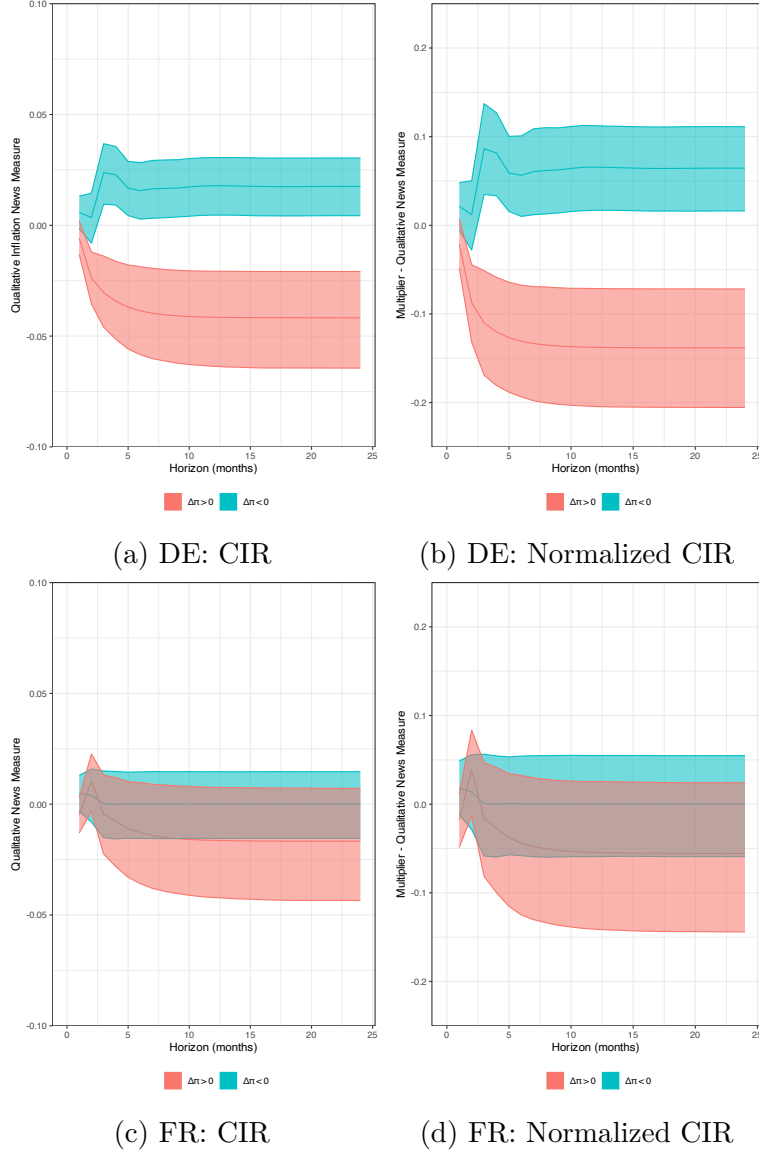 0.10
0.05
0.00
-0.05
-0.10
Qualitative Inflation News Measure
0 5 10 15 20 25
Horizon (months)
Δπ>0 Δπ<0
(a) DE: CIR
0.2
0.1
0.0
-0.1
-0.2
Multiplier - Qualitative News Measure
0 5 10 15 20 25
Horizon (months)
Δπ>0 Δπ<0
(b) DE: Normalized CIR
0.10
0.05
0.00
-0.05
-0.10
Qualitative News Measure
0 5 10 15 20 25
Horizon (months)
Δπ>0 Δπ<0
(c) FR: CIR
0.2
0.1
0.0
-0.1
-0.2
Multiplier - Qualitative News Measure
0 5 10 15 20 25
Horizon (months)
Δπ>0 Δπ<0
(d) FR: Normalized CIR